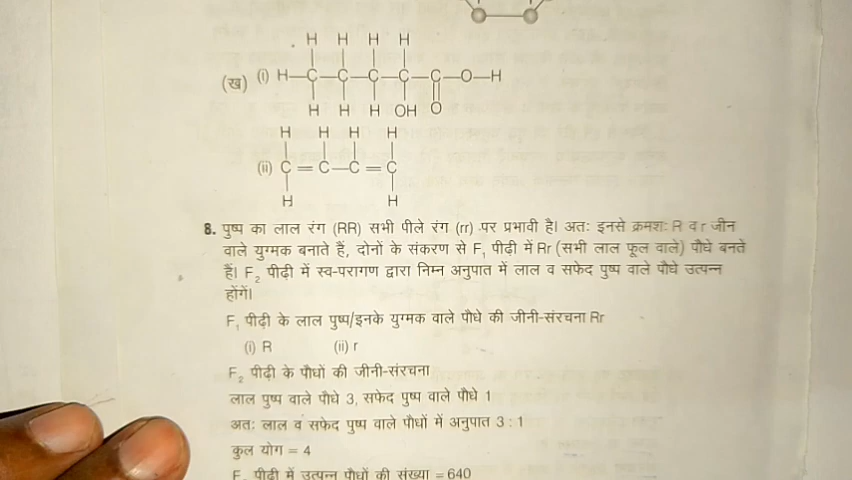 H H H H
(ख) (i) H—C—C—C—C—C—O—H
H H H OH O
H H H H
(ii) C=C—C=C
H H
8. पुष्प का लाल रंग (RR) सभी पीले रंग (rr) पर प्रभावी है। अतः इनसे क्रमशः R व r जीन
वाले युग्मक बनाते हैं, दोनों के संकरण से F₁ पीढ़ी में Rr (सभी लाल फूल वाले) पौधे बनते
हैं। F₂ पीढ़ी में स्व-परागण द्वारा निम्न अनुपात में लाल व सफेद पुष्प वाले पौधे उत्पन्न
होंगें।
F₁ पीढ़ी के लाल पुष्प/इनके युग्मक वाले पौधे की जीनी-संरचना Rr
(i) R (ii) r
F₂ पीढ़ी के पौधों की जीनी-संरचना
लाल पुष्प वाले पौधे 3, सफेद पुष्प वाले पौधे 1
अतः लाल व सफेद पुष्प वाले पौधों में अनुपात 3 : 1
कुल योग = 4
F₂ पीढ़ी में उत्पन्न पौधों की संख्या = 640